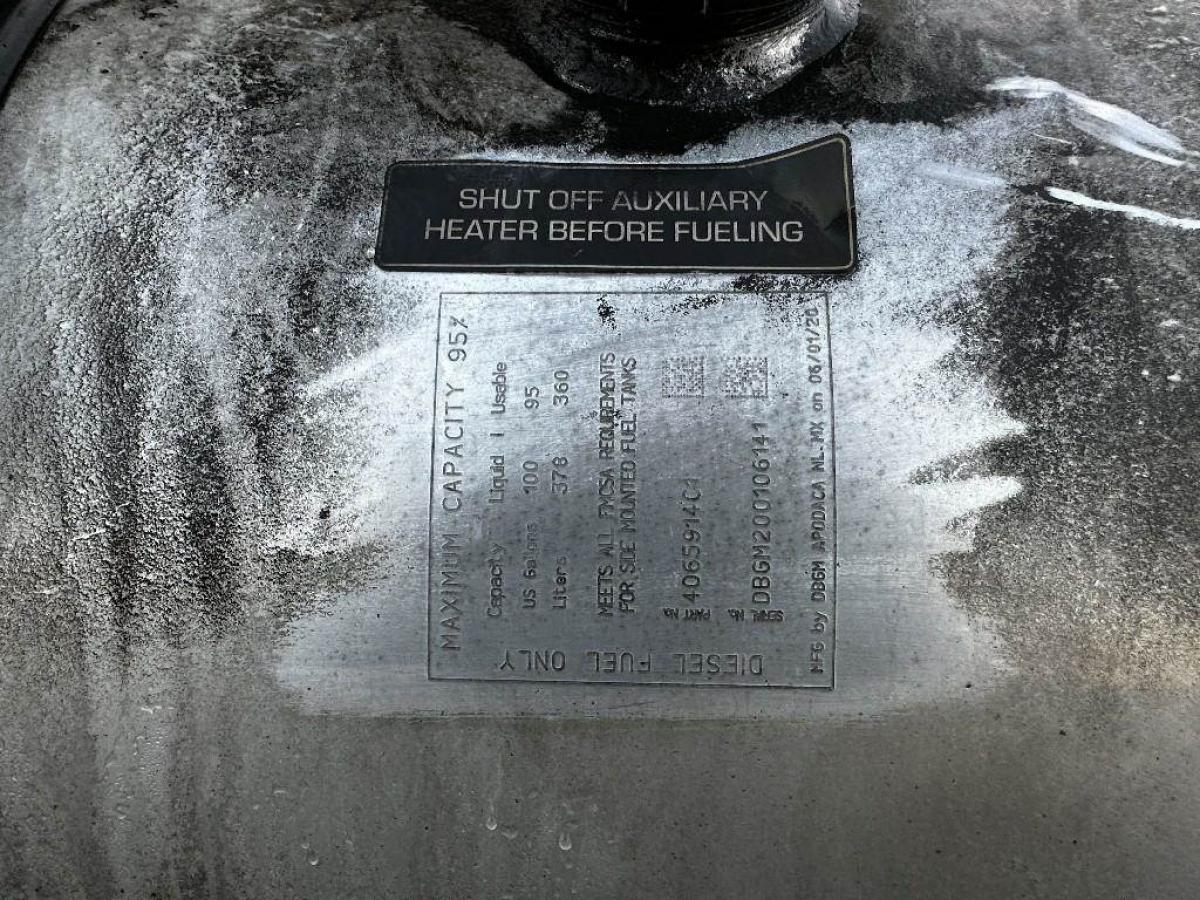 SHUT OFF AUXILIARY
HEATER BEFORE FUELING
MAXIMUM CAPACITY 95%
Capacity Liquid | Usable
US Gallons 100 95
Liters 378 360
MEETS ALL FMCSA REQUIREMENTS
FOR SIDE MOUNTED FUEL TANKS
PART No. 4065914C1
SERIAL No. DBGM200106141
MFG by DBGM APODACA NL.MX on 06/01/20
DIESEL FUEL ONLY